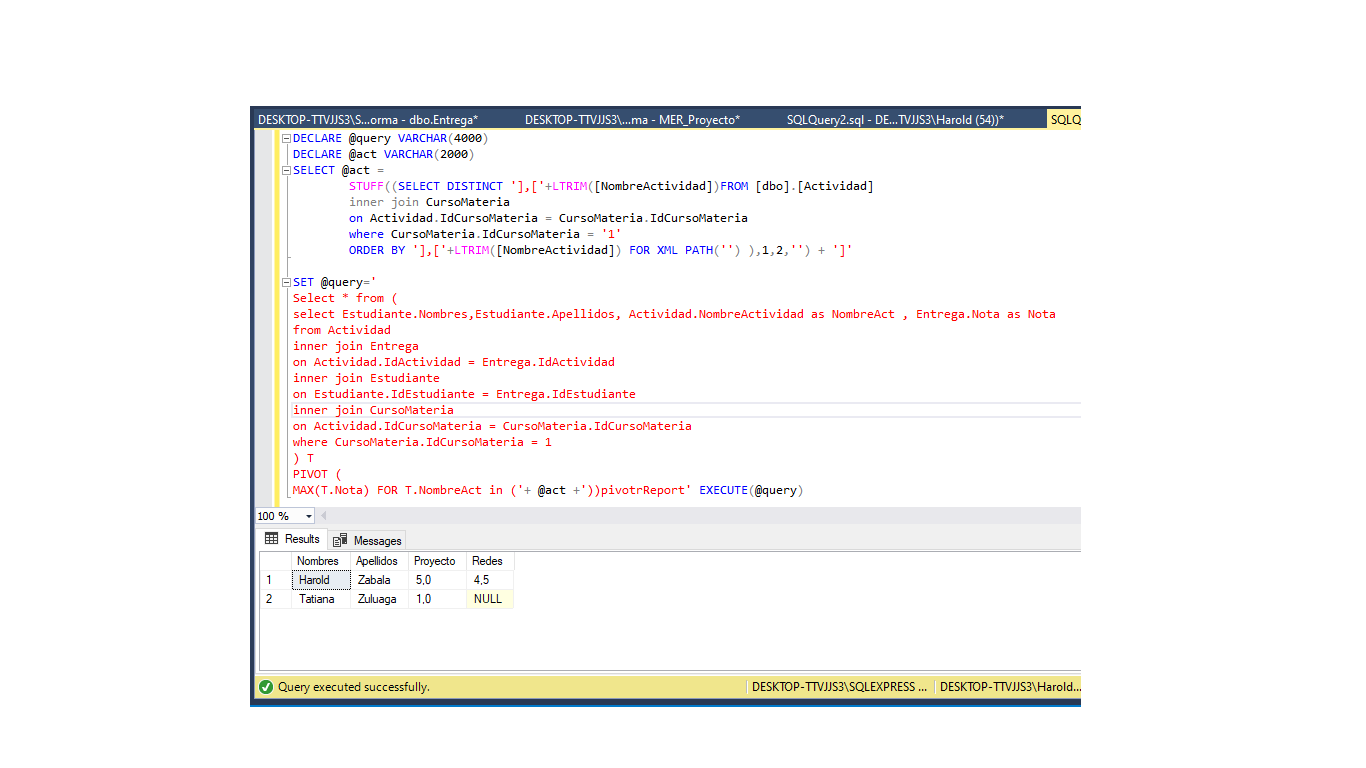 DESKTOP-TTVJJS3\S...orma - dbo.Entrega* DESKTOP-TTVJJS3\...ma - MER_Proyecto* SQLQuery2.sql - DE...TVJJS3\Harold (54))* SQLQ
DECLARE @query VARCHAR(4000)
DECLARE @act VARCHAR(2000)
SELECT @act =
STUFF((SELECT DISTINCT '],['+LTRIM([NombreActividad])FROM [dbo].[Actividad]
inner join CursoMateria
on Actividad.IdCursoMateria = CursoMateria.IdCursoMateria
where CursoMateria.IdCursoMateria = '1'
ORDER BY '],['+LTRIM([NombreActividad]) FOR XML PATH('') ),1,2,'') + ']'
SET @query='
Select * from (
select Estudiante.Nombres,Estudiante.Apellidos, Actividad.NombreActividad as NombreAct , Entrega.Nota as Nota
from Actividad
inner join Entrega
on Actividad.IdActividad = Entrega.IdActividad
inner join Estudiante
on Estudiante.IdEstudiante = Entrega.IdEstudiante
inner join CursoMateria
on Actividad.IdCursoMateria = CursoMateria.IdCursoMateria
where CursoMateria.IdCursoMateria = 1
) T
PIVOT (
MAX(T.Nota) FOR T.NombreAct in ('+ @act +'))pivotrReport' EXECUTE(@query)
100 %
Results Messages
Nombres Apellidos Proyecto Redes
1 Harold Zabala 5,0 4,5
2 Tatiana Zuluaga 1,0 NULL
Query executed successfully. DESKTOP-TTVJJS3\SQLEXPRESS ... DESKTOP-TTVJJS3\Harold...